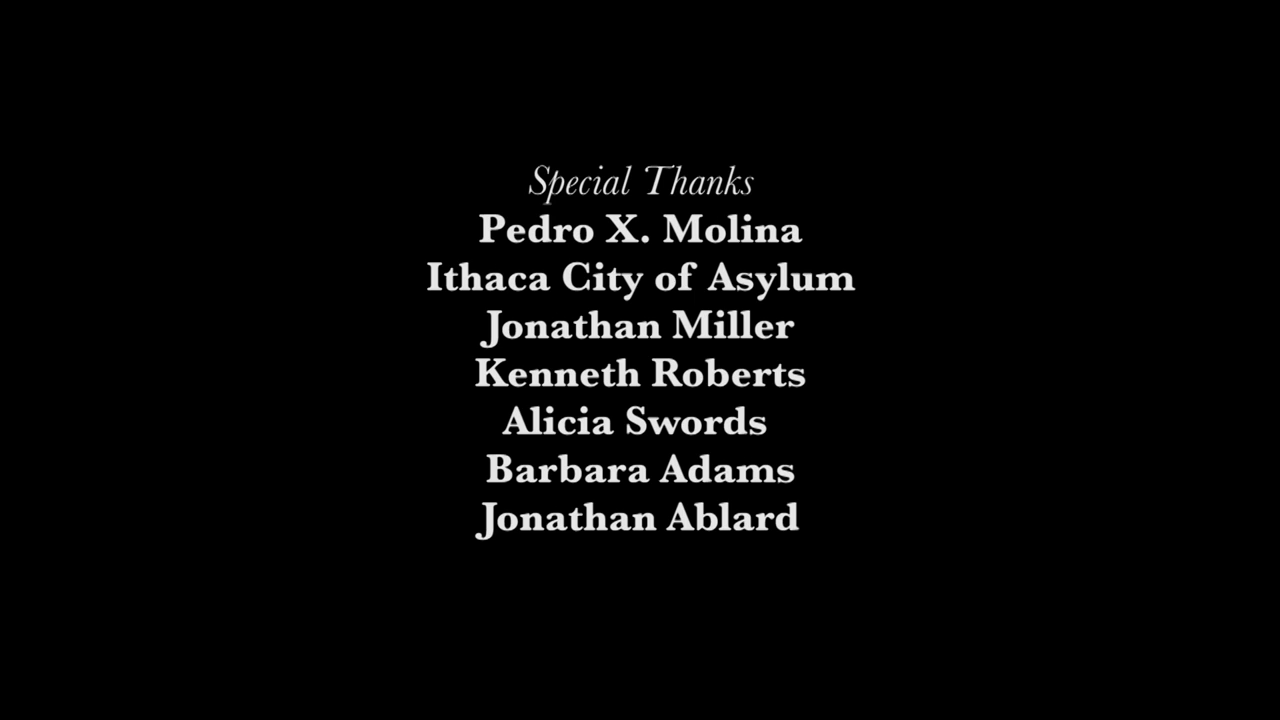 Special Thanks
Pedro X. Molina
Ithaca City of Asylum
Jonathan Miller
Kenneth Roberts
Alicia Swords
Barbara Adams
Jonathan Ablard